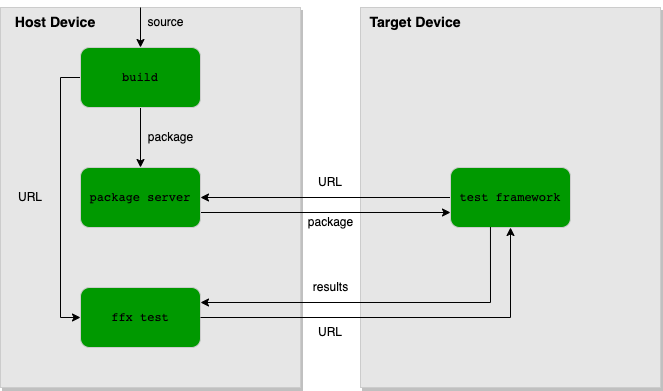 Host Device
source
Target Device
build
package
URL
package server
URL
package
test framework
results
ffx test
URL